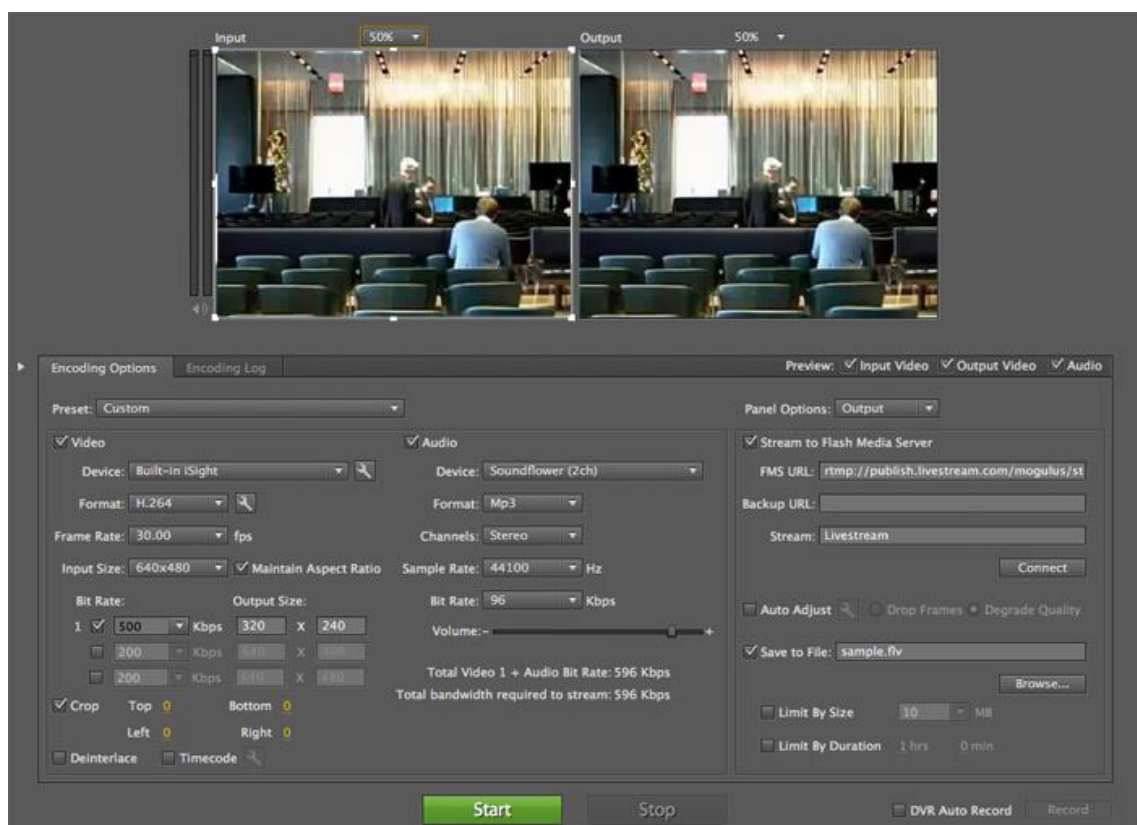 Input 50% Output 50%
Encoding Options Encoding Log Preview: Input Video Output Video Audio
Preset: Custom Panel Options: Output
Video Audio Stream to Flash Media Server
Device: Built-in iSight Device: Soundflower (2ch) FMS URL: rtmp://publish.livestream.com/mogulus/st
Format: H.264 Format: Mp3 Backup URL:
Frame Rate: 30.00 fps Channels: Stereo Stream: Livestream
Input Size: 640x480 Maintain Aspect Ratio Sample Rate: 44100 Hz Connect
Bit Rate: Output Size: Bit Rate: 96 Kbps Auto Adjust Drop Frames Degrade Quality
1 500 Kbps 320 X 240 Volume: - +
200 Kbps 640 X 480 Save to File: sample.flv
200 Kbps 640 X 480 Total Video 1 + Audio Bit Rate: 596 Kbps Browse...
Total bandwidth required to stream: 596 Kbps
Crop Top 0 Bottom 0 Limit By Size 10 MB
Left 0 Right 0
Deinterlace Timecode Limit By Duration 1 hrs 0 min
Start Stop DVR Auto Record Record